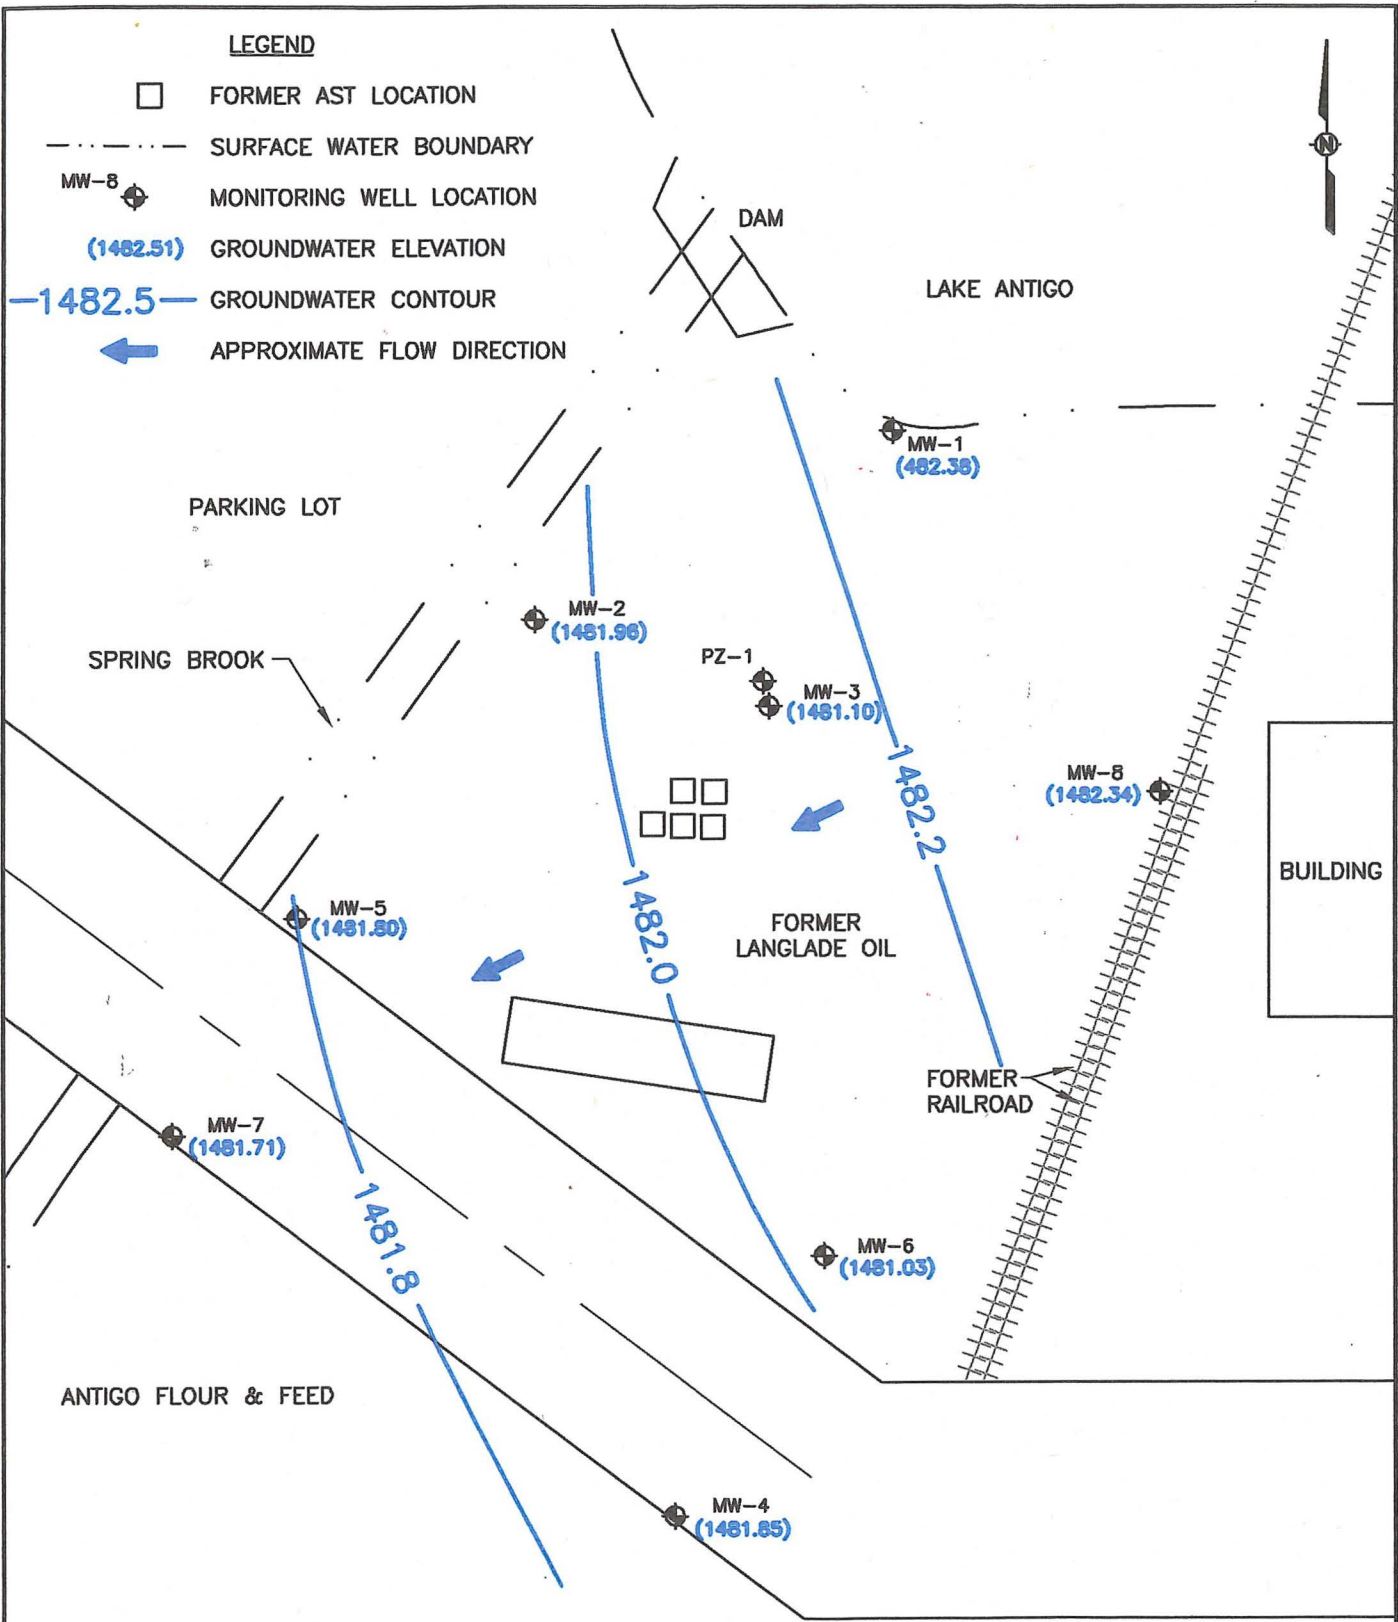 LEGEND
FORMER AST LOCATION
SURFACE WATER BOUNDARY
MW-8
MONITORING WELL LOCATION
(1482.51) GROUNDWATER ELEVATION
1482.5 GROUNDWATER CONTOUR
APPROXIMATE FLOW DIRECTION
N
DAM
LAKE ANTIGO
MW-1
(482.38)
PARKING LOT
MW-2
(1481.96)
SPRING BROOK
PZ-1
MW-3
(1481.10)
1482.2
MW-8
(1482.34)
BUILDING
1482.0
MW-5
(1481.80)
FORMER
LANGLADE OIL
FORMER
RAILROAD
MW-7
(1481.71)
1481.8
MW-6
(1481.03)
ANTIGO FLOUR & FEED
MW-4
(1481.85)